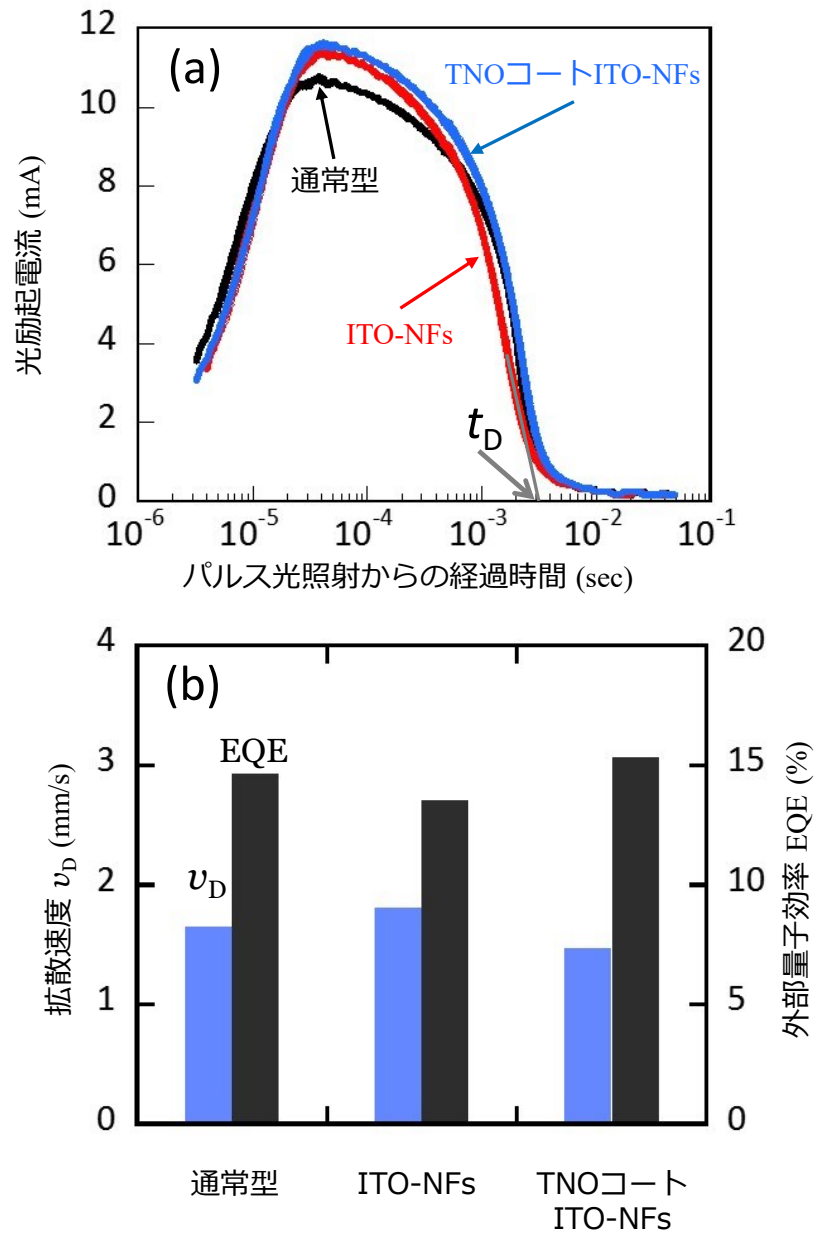 (a)
12
10
8
6
4
2
0
光励起電流 (mA)
TNOコートITO-NFs
通常型
ITO-NFs
tD
10-6
10-5
10-4
10-3
10-2
10-1
パルス光照射からの経過時間 (sec)
(b)
4
3
2
1
0
拡散速度 vD (mm/s)
EQE
vD
20
15
10
5
0
外部量子効率 EQE (%)
通常型
ITO-NFs
TNOコート
ITO-NFs